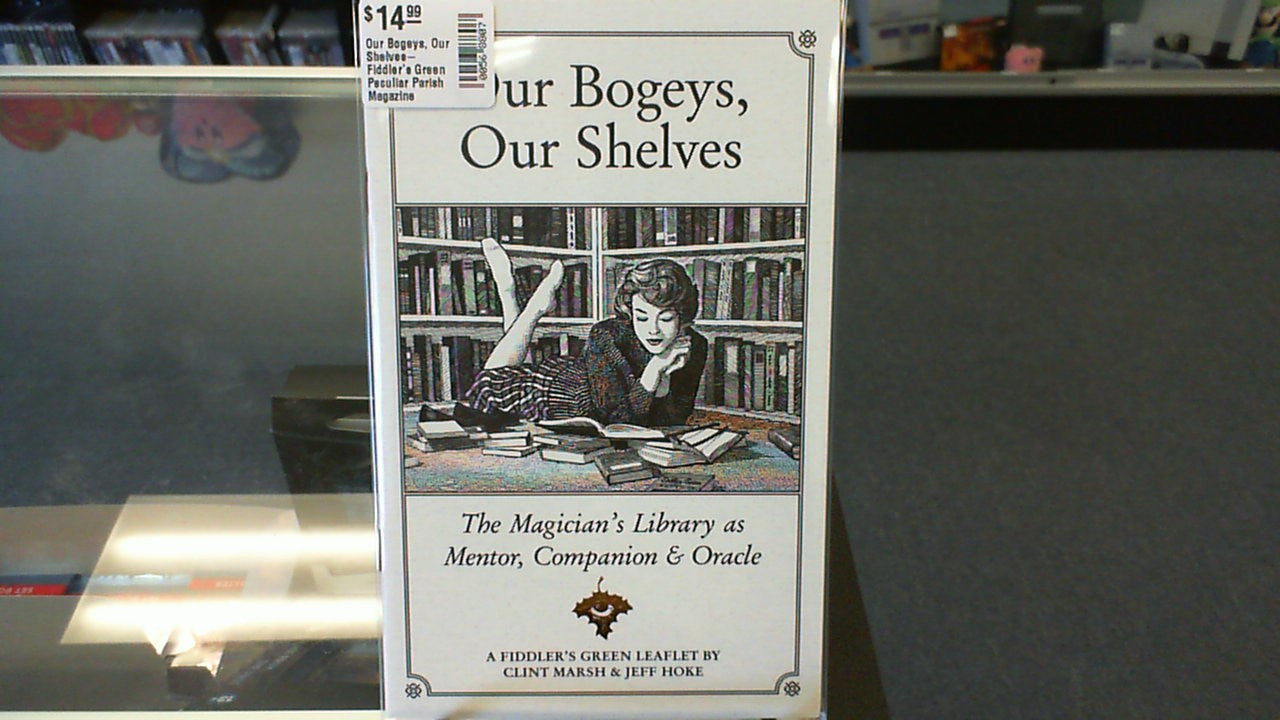 $14.99
Our Bogeys, Our
Shelves—
Fiddler's Green
Peculiar Parish
Magazine
Our Bogeys,
Our Shelves
The Magician's Library as
Mentor, Companion & Oracle
A FIDDLER'S GREEN LEAFLET BY
CLINT MARSH & JEFF HOKE